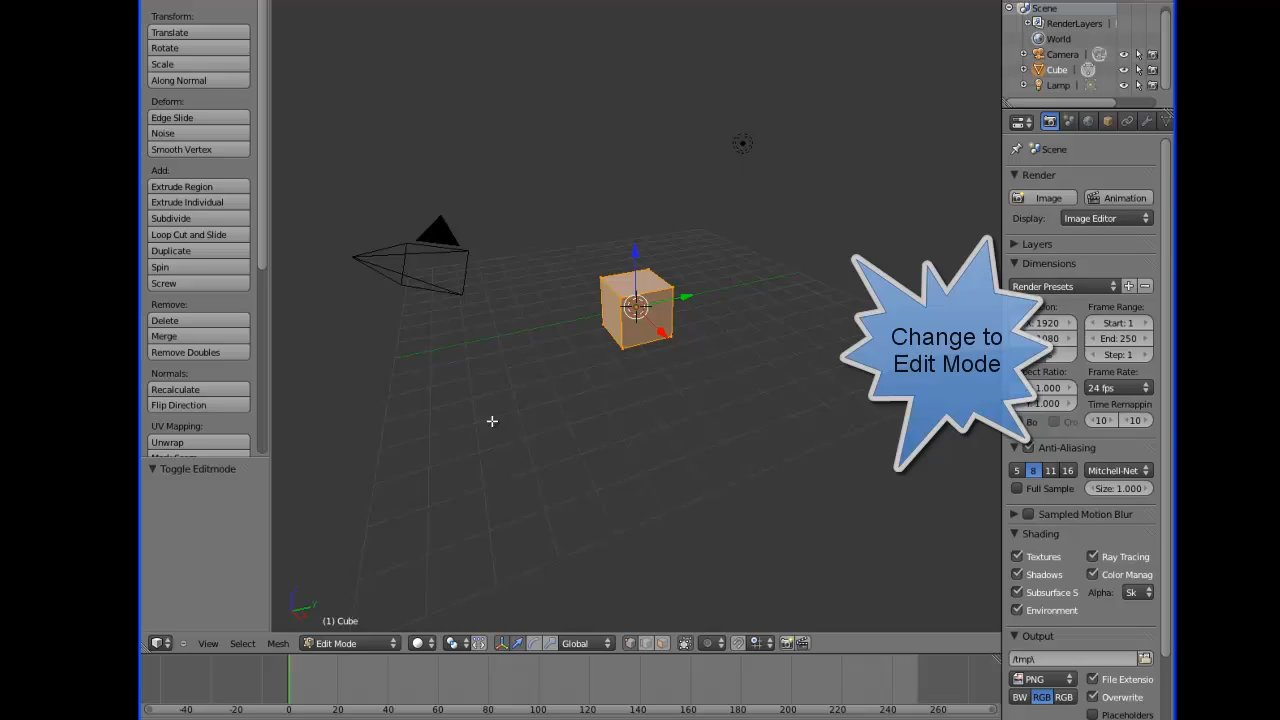 Transform:
Translate
Rotate
Scale
Along Normal
Deform:
Edge Slide
Noise
Smooth Vertex
Add:
Extrude Region
Extrude Individual
Subdivide
Loop Cut and Slide
Duplicate
Spin
Screw
Remove:
Delete
Merge
Remove Doubles
Normals:
Recalculate
Flip Direction
UV Mapping:
Unwrap
Toggle Editmode
(1) Cube
Change to
Edit Mode
Scene
RenderLayers
World
Camera
Cube
Lamp
Scene
Render
Image Animation
Display: Image Editor
Layers
Dimensions
Render Presets
Frame Range:
X: 1920 Start: 1
1080 End: 250
Step: 1
Ratio: Frame Rate:
1.000 24 fps
1.000 Time Remappin
Bo Cro 10 10
Anti-Aliasing
5 8 11 16 Mitchell-Net
Full Sample Size: 1.000
Sampled Motion Blur
Shading
Textures Ray Tracing
Shadows Color Manag
Subsurface S Alpha: Sk
Environment
Output
/tmp\
PNG File Extensio
BW RGB RGB Overwrite
Placeholders
View Select Mesh Edit Mode Global
-40 -20 0 20 40 60 80 100 120 140 160 180 200 220 240 260